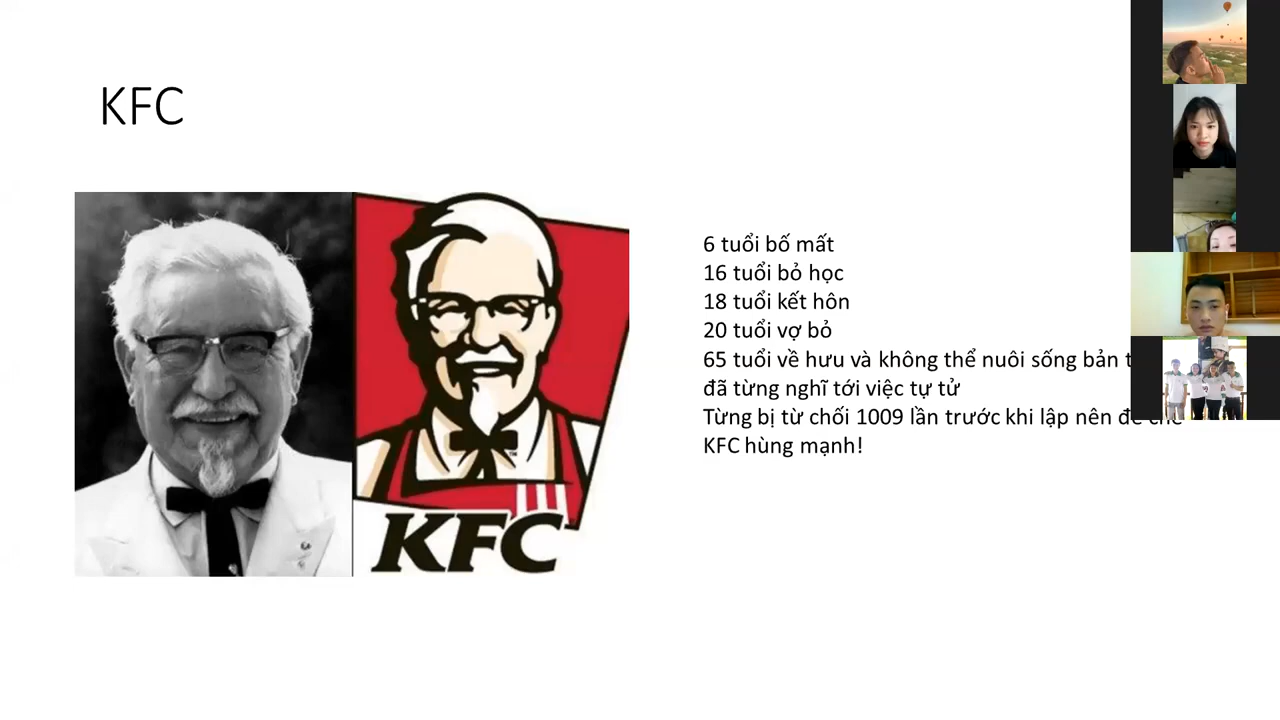 KFC
6 tuổi bố mất
16 tuổi bỏ học
18 tuổi kết hôn
20 tuổi vợ bỏ
65 tuổi về hưu và không thể nuôi sống bản
đã từng nghĩ tới việc tự tử
Từng bị từ chối 1009 lần trước khi lập nên
KFC hùng mạnh!
KFC